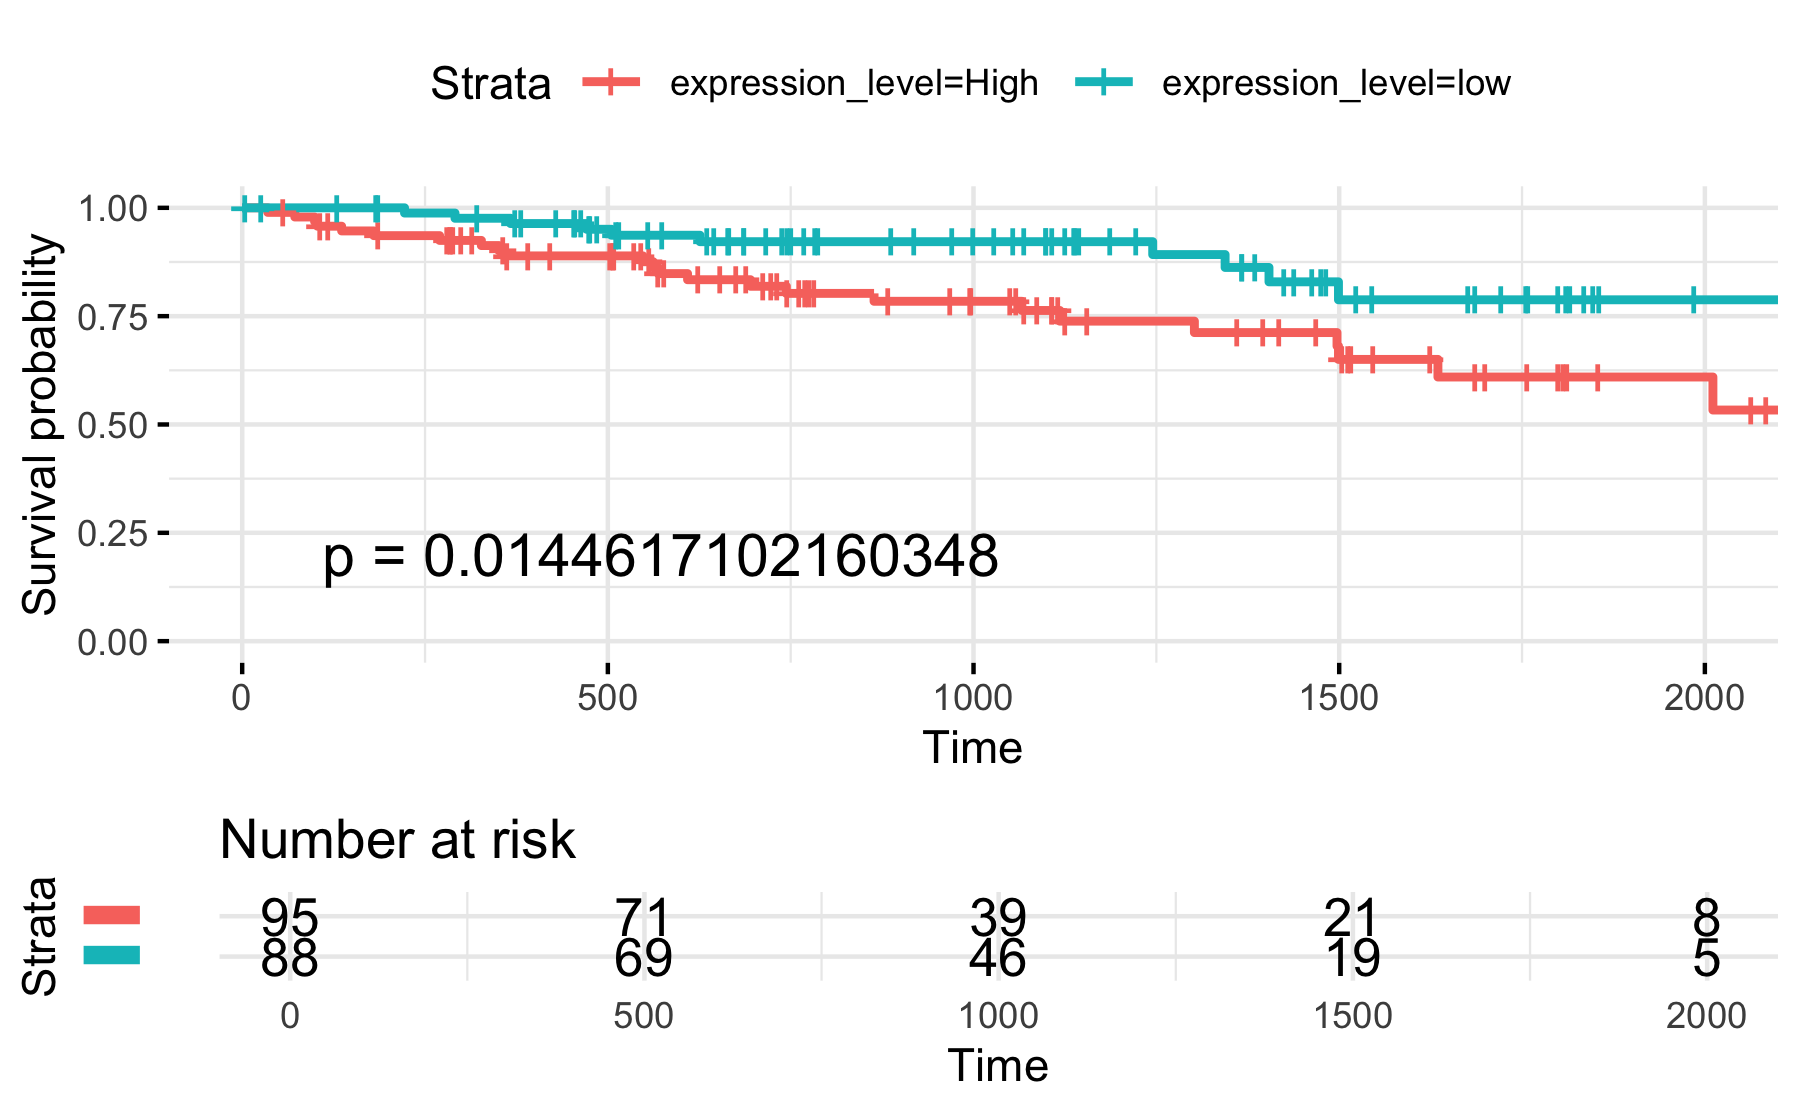 Strata expression_level=High expression_level=low
Survival probability
1.00
0.75
0.50
0.25
0.00
p = 0.0144617102160348
0 500 1000 1500 2000
Time
Number at risk
Strata
95 71 39 21 8
88 69 46 19 5
0 500 1000 1500 2000
Time